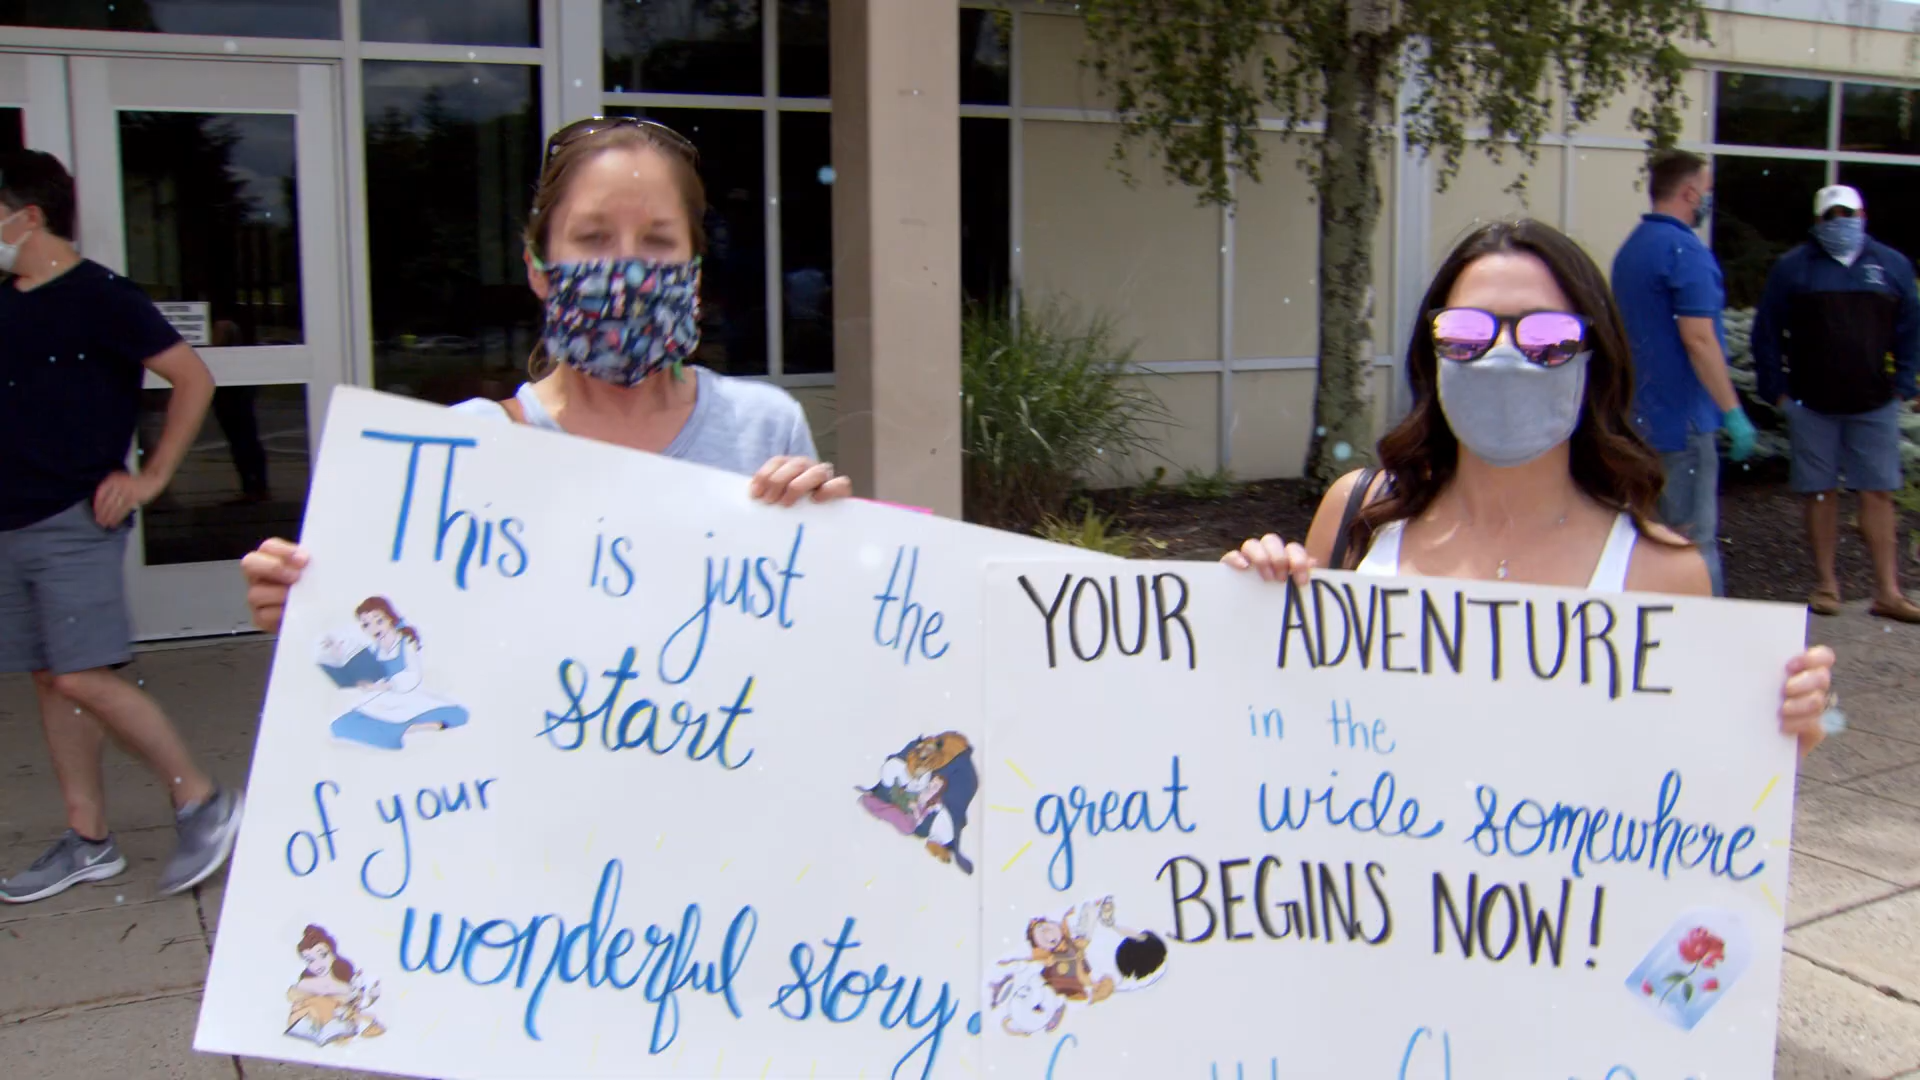 This is just the
start
of your
wonderful story.
YOUR ADVENTURE
in the
great wide somewhere
BEGINS NOW!